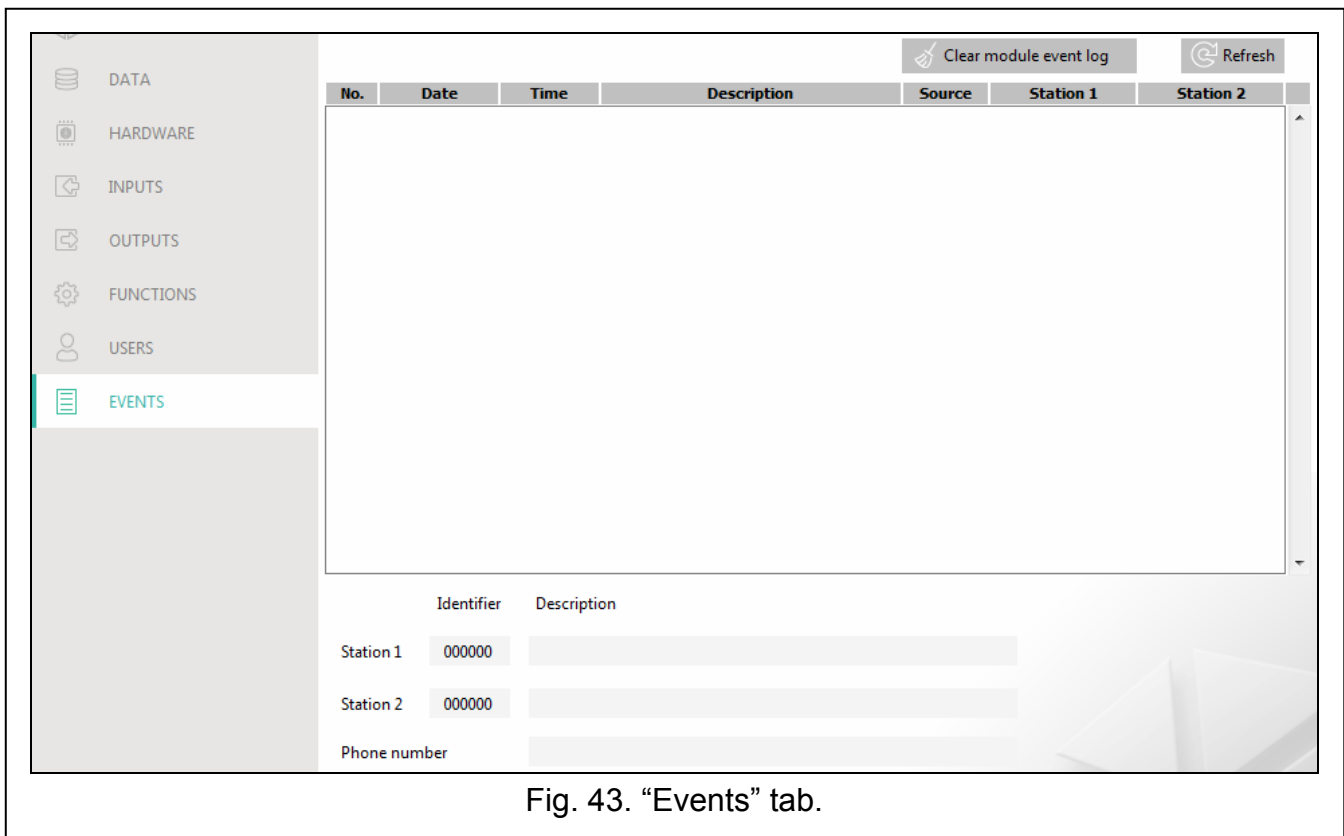 Clear module event log Refresh
DATA
No. Date Time Description Source Station 1 Station 2
HARDWARE
INPUTS
OUTPUTS
FUNCTIONS
USERS
EVENTS
Identifier Description
Station 1 000000
Station 2 000000
Phone number
Fig. 43. “Events” tab.